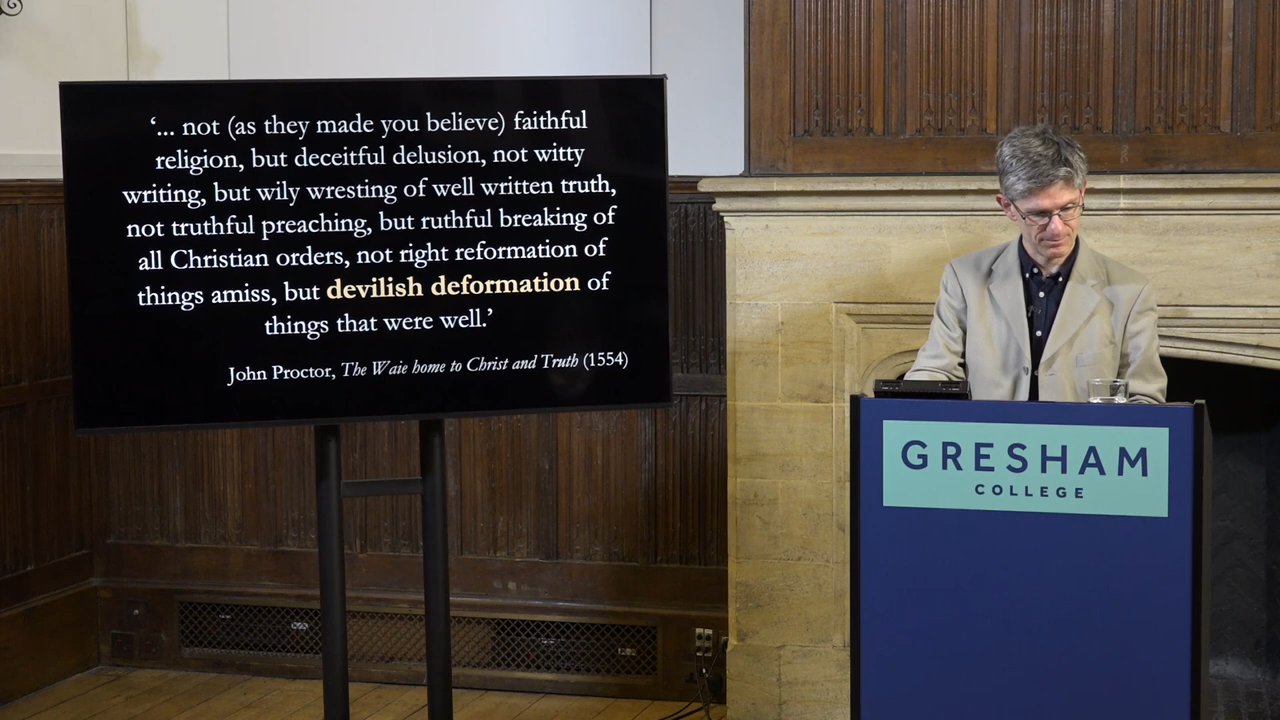 ‘... not (as they made you believe) faithful
religion, but deceitful delusion, not witty
writing, but wily wresting of well written truth,
not truthful preaching, but ruthful breaking of
all Christian orders, not right reformation of
things amiss, but devilish deformation of
things that were well.’
John Proctor, The Waie home to Christ and Truth (1554)
GRESHAM
COLLEGE